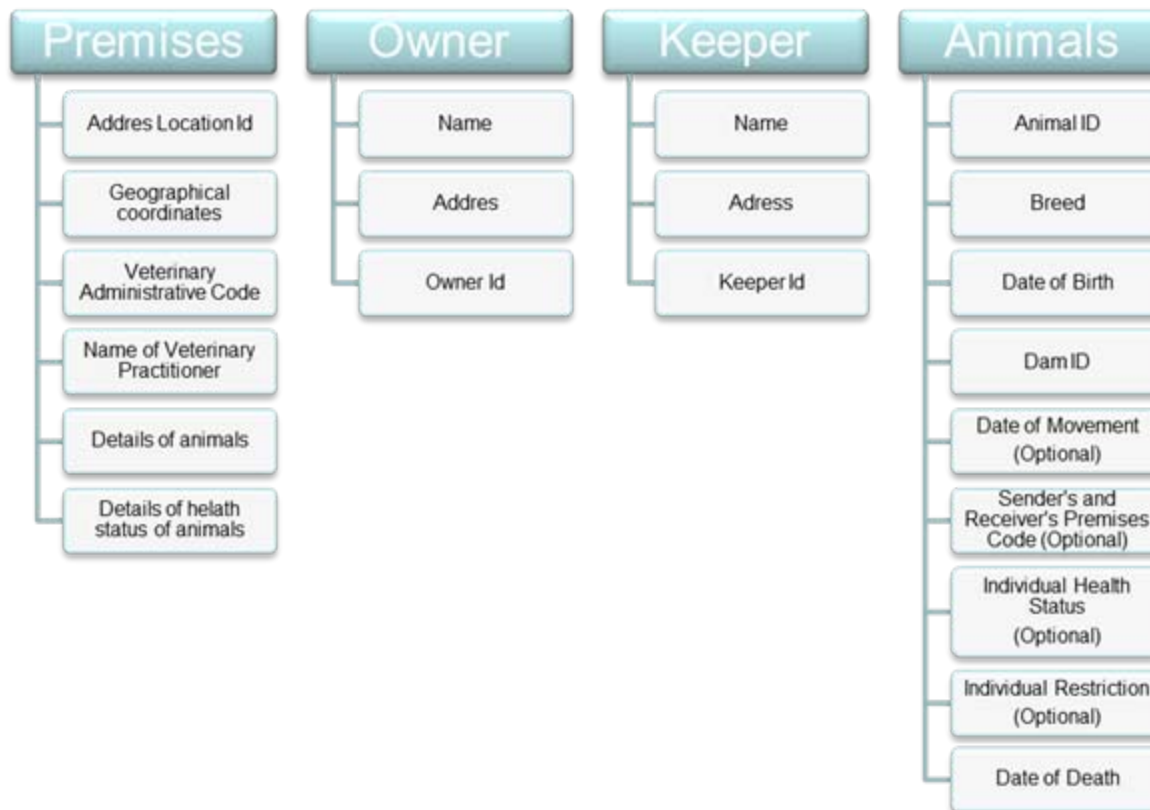 Premises
Addres Location Id
Geographical
coordinates
Veterinary
Administrative Code
Name of Veterinary
Practitioner
Details of animals
Details of helath
status of animals
Owner
Name
Addres
Owner Id
Keeper
Name
Adress
Keeper Id
Animals
Animal ID
Breed
Date of Birth
Dam ID
Date of Movement
(Optional)
Sender's and
Receiver's Premises
Code (Optional)
Individual Health
Status
(Optional)
Individual Restriction
(Optional)
Date of Death